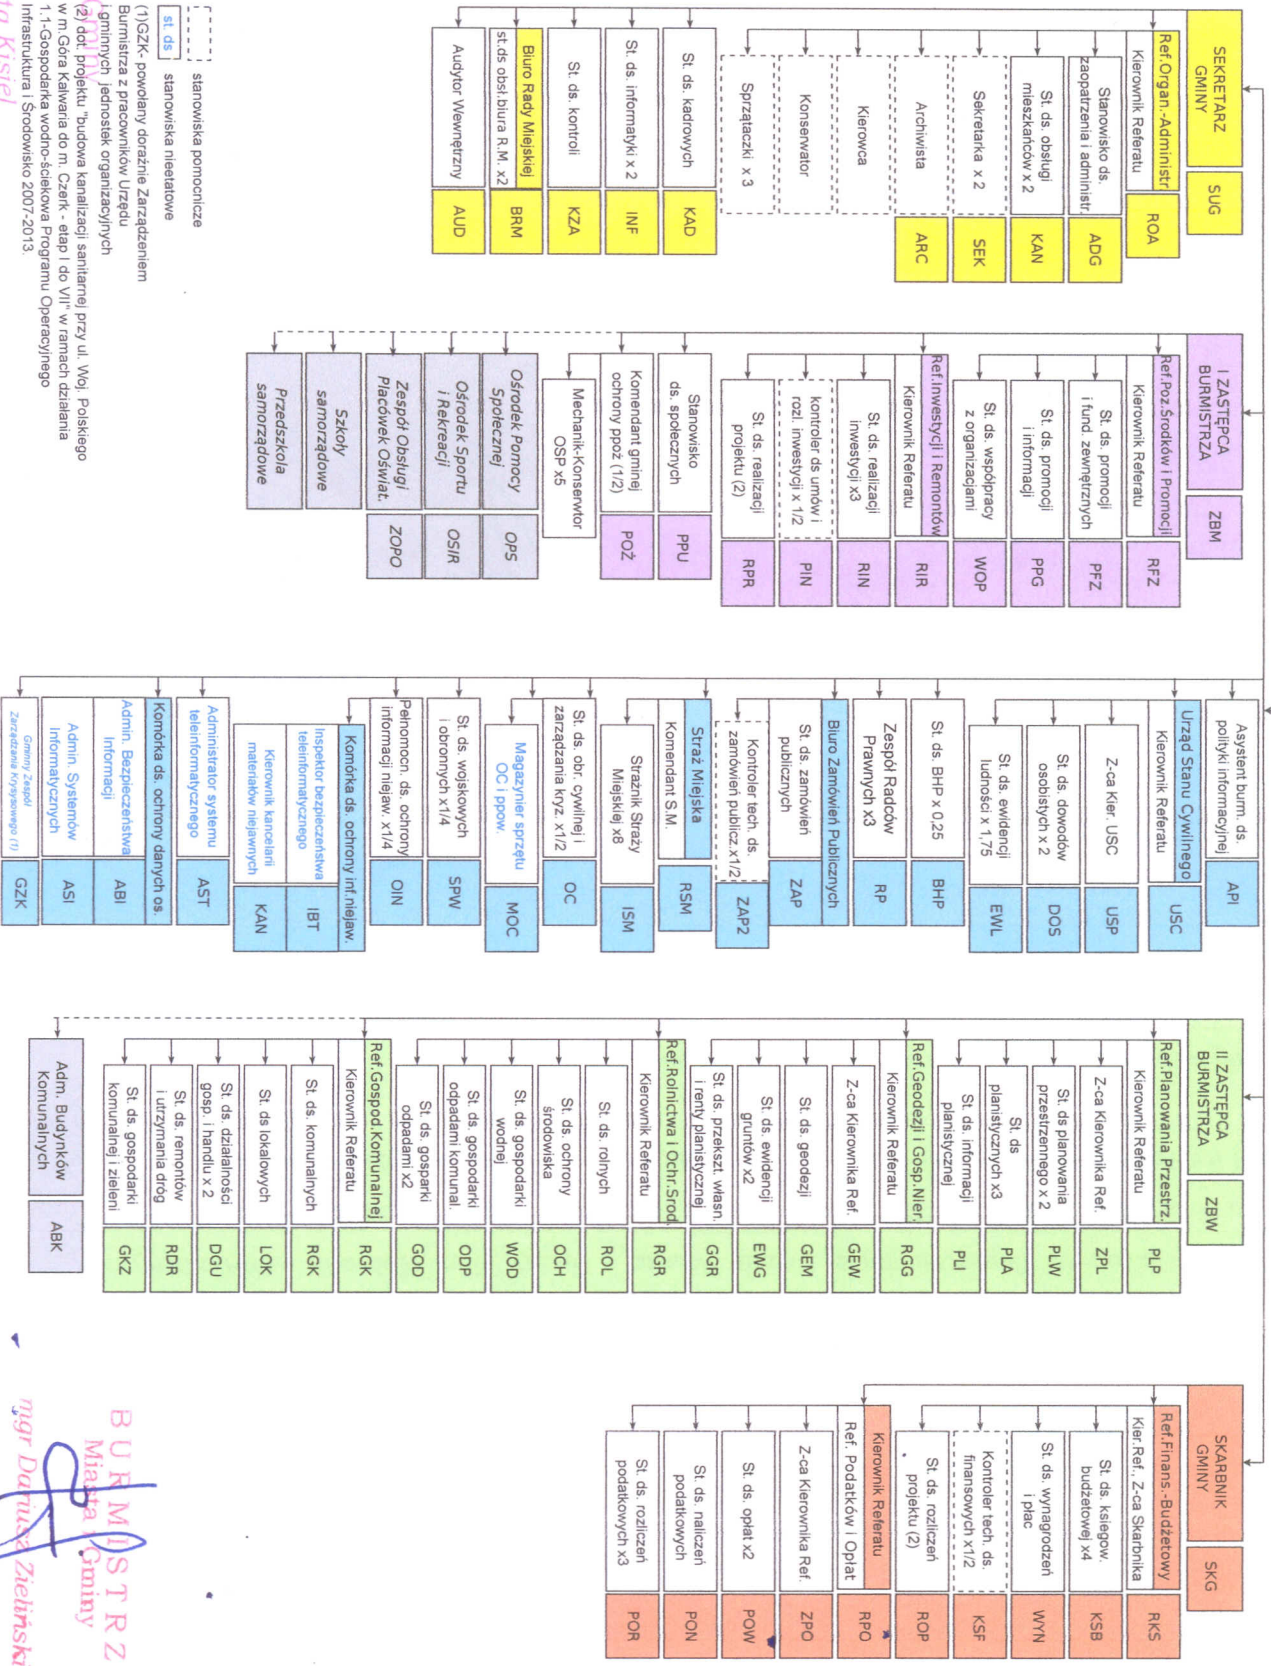 SEKRETARZ
GMINY
SUG
Ref.Organ.-Administr
Kierownik Referatu
ROA
Stanowisko ds.
zaopatrzenia i administr.
ADG
St. ds. obsługi
mieszkańców x 2
KAN
Sekretarka x 2
SEK
Archiwista
ARC
Kierowca
Konserwator
Sprzątaczki x 3
St. ds. kadrowych
KAD
St. ds. informatyki x 2
INF
St. ds. kontroli
KZA
Biuro Rady Miejskiej
st.ds obsł.biura R.M. x2
BRM
Audytor Wewnętrzny
AUD
I ZASTĘPCA
BURMISTRZA
ZBM
Ref.Poz.Środków i Promocji
Kierownik Referatu
RFZ
St. ds. promocji
i fund. zewnętrznych
PFZ
St. ds. promocji
i informacji
PPG
St. ds. współpracy
z organizacjami
WOP
Ref.Inwestycji i Remontów
Kierownik Referatu
RIR
St. ds. realizacji
inwestycji x3
RIN
kontroler ds umów i
rozl. inwestycji x 1/2
PIN
St. ds. realizacji
projektu (2)
RPR
Stanowisko
ds. społecznych
PPU
Komendant gminej
ochrony ppoż (1/2)
POŻ
Mechanik-Konserwtor
OSP x5
Ośrodek Pomocy
Społecznej
OPS
Ośrodek Sportu
i Rekreacji
OSIR
Zespół Obsługi
Placówek Oświat.
ZOPO
Szkoły
samorządowe
Przedszkola
samorządowe
Asystent burm. ds.
polityki informacyjnej
API
Urząd Stanu Cywilnego
Kierownik Referatu
USC
Z-ca Kier. USC
USP
St. ds. dowodów
osobistych x 2
DOS
St. ds. ewidencji
ludności x 1,75
EWL
St. ds. BHP x 0,25
BHP
Zespół Radców
Prawnych x3
RP
Biuro Zamówień Publicznych
St. ds. zamówień
publicznych
ZAP
Kontroler tech. ds.
zamówień publicz.x1/2
ZAP2
Straż Miejska
Komendant S.M.
RSM
Strażnik Straży
Miejskiej x8
ISM
St. ds. obr. cywilnej i
zarządzania kryz. x1/2
OC
Magazynier sprzętu
OC i ppow.
MOC
St. ds. wojskowych
i obronnych x1/4
SPW
Pełnomocn. ds. ochrony
informacj niejaw. x1/4
OIN
Komórka ds. ochrony inf.niejaw.
Inspektor bezpieczeństwa
teleinformatycznego
IBT
Kierownik kancelarii
materiałów niejawnych
KAN
Administrator systemu
teleinformatycznego
AST
Komórka ds. ochrony danych os.
Admin. Bezpieczeństwa
Informacji
ABI
Admin. Systemów
Informatycznych
ASI
Gminny Zespół
Zarządzania Kryzysowego (1)
GZK
II ZASTĘPCA
BURMISTRZA
ZBW
Ref.Planowania Przestrz.
Kierownik Referatu
PLP
Z-ca Kierownika Ref.
ZPL
St. ds planowania
przestrzennego x 2
PLW
St. ds
planistycznych x3
PLA
St. ds. informacji
planistycznej
PLI
Ref.Geodezji i Gosp.Nier.
Kierownik Referatu
RGG
Z-ca Kierownika Ref.
GEW
St. ds. geodezji
GEM
St. ds. ewidencji
gruntów x2
EWG
St. ds. przekszt. własn.
i renty planistycznej
GGR
Ref.Rolnictwa i Ochr.Srod.
Kierownik Referatu
RGR
St. ds. rolnych
ROL
St. ds. ochrony
środowiska
OCH
St. ds. gospodarki
wodnej
WOD
St. ds. gospodarki
odpadami komunal.
ODP
St. ds. gosparki
odpadami x2
GOD
Ref.Gospod.Komunalnej
Kierownik Referatu
RGK
St. ds. komunalnych
RGK
St. ds lokalowych
LOK
St. ds. działalności
gosp. i handlu x 2
DGU
St. ds. remontów
i utrzymania dróg
RDR
St. ds. gospodarki
komunalnej i zieleni
GKZ
Adm. Budynków
Komunalnych
ABK
SKARBNIK
GMINY
SKG
Ref.Finans.-Budżetowy
Kier.Ref., Z-ca Skarbnika
RKS
St. ds. ksiegow.
budżetowej x4
KSB
St. ds. wynagrodzeń
i płac
WYN
Kontroler tech. ds.
finansowych x1/2
KSF
St. ds. rozliczeń
projektu (2)
ROP
Kierownik Referatu
Ref. Podatków i Opłat
RPO
Z-ca Kierownika Ref.
ZPO
St. ds. opłat x2
POW
St. ds. naliczeń
podatkowych
PON
St. ds. rozliczeń
podatkowych x3
POR
stanowiska pomocnicze
st. ds
stanowiska nieetatowe
(1)GZK- powołany doraźnie Zarządzeniem
Burmistrza z pracowników Urzędu
i gminnych jednostek organizacyjnych
(2) dot. projektu "budowa kanalizacji sanitarnej przy ul. Woj. Polskiego
w m.Góra Kalwaria do m. Czersk - etap I do VII" w ramach działania
1.1-Gospodarka wodno-ściekowa Programu Operacyjnego
Infrastruktura i Środowisko 2007-2013.
Gminy
Kisiel
BURMISTRZ
Miasta i Gminy
mgr Dariusz Zieliński